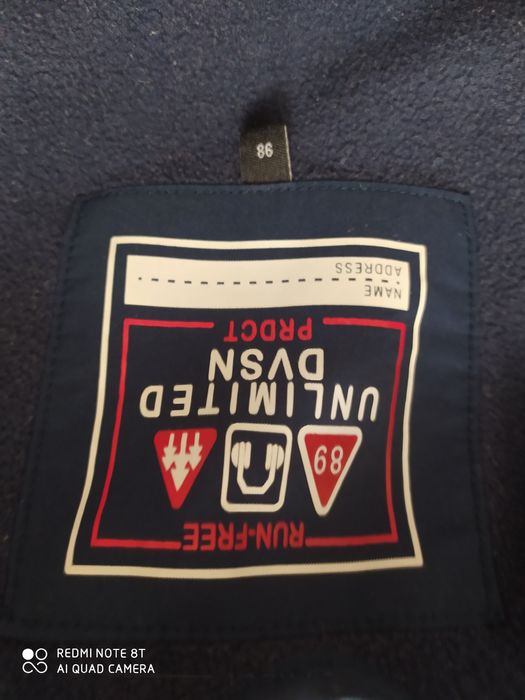 RUN-FREE
89
UNLIMITED
DVSN
PRDCT
NAME
ADDRESS
98
REDMI NOTE 8T
AI QUAD CAMERA